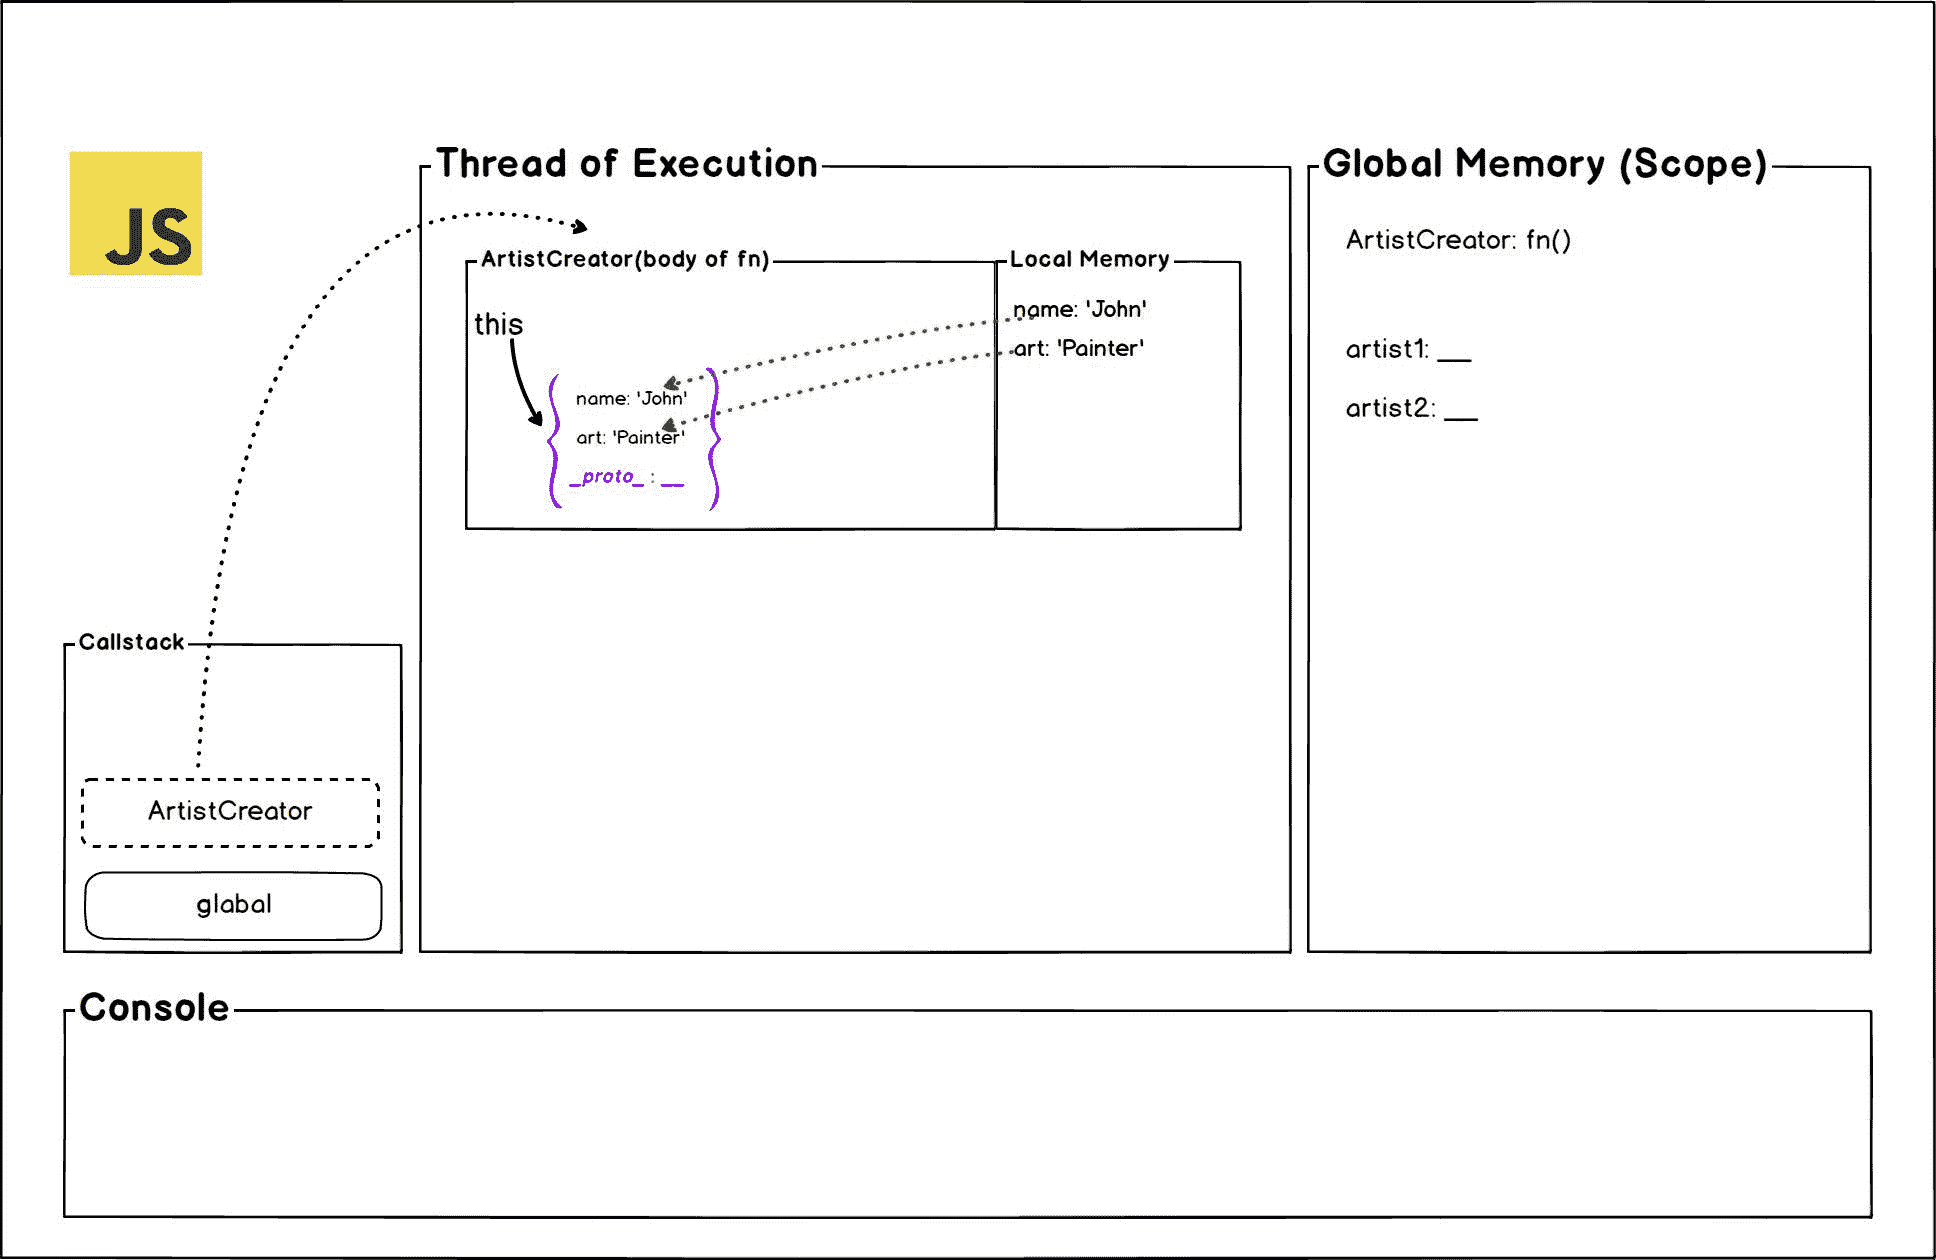 JS
Thread of Execution
ArtistCreator(body of fn)
this
name: 'John'
art: 'Painter'
_proto_ : __
Local Memory
name: 'John'
art: 'Painter'
Global Memory (Scope)
ArtistCreator: fn()
artist1: __
artist2: __
Callstack
ArtistCreator
glabal
Console